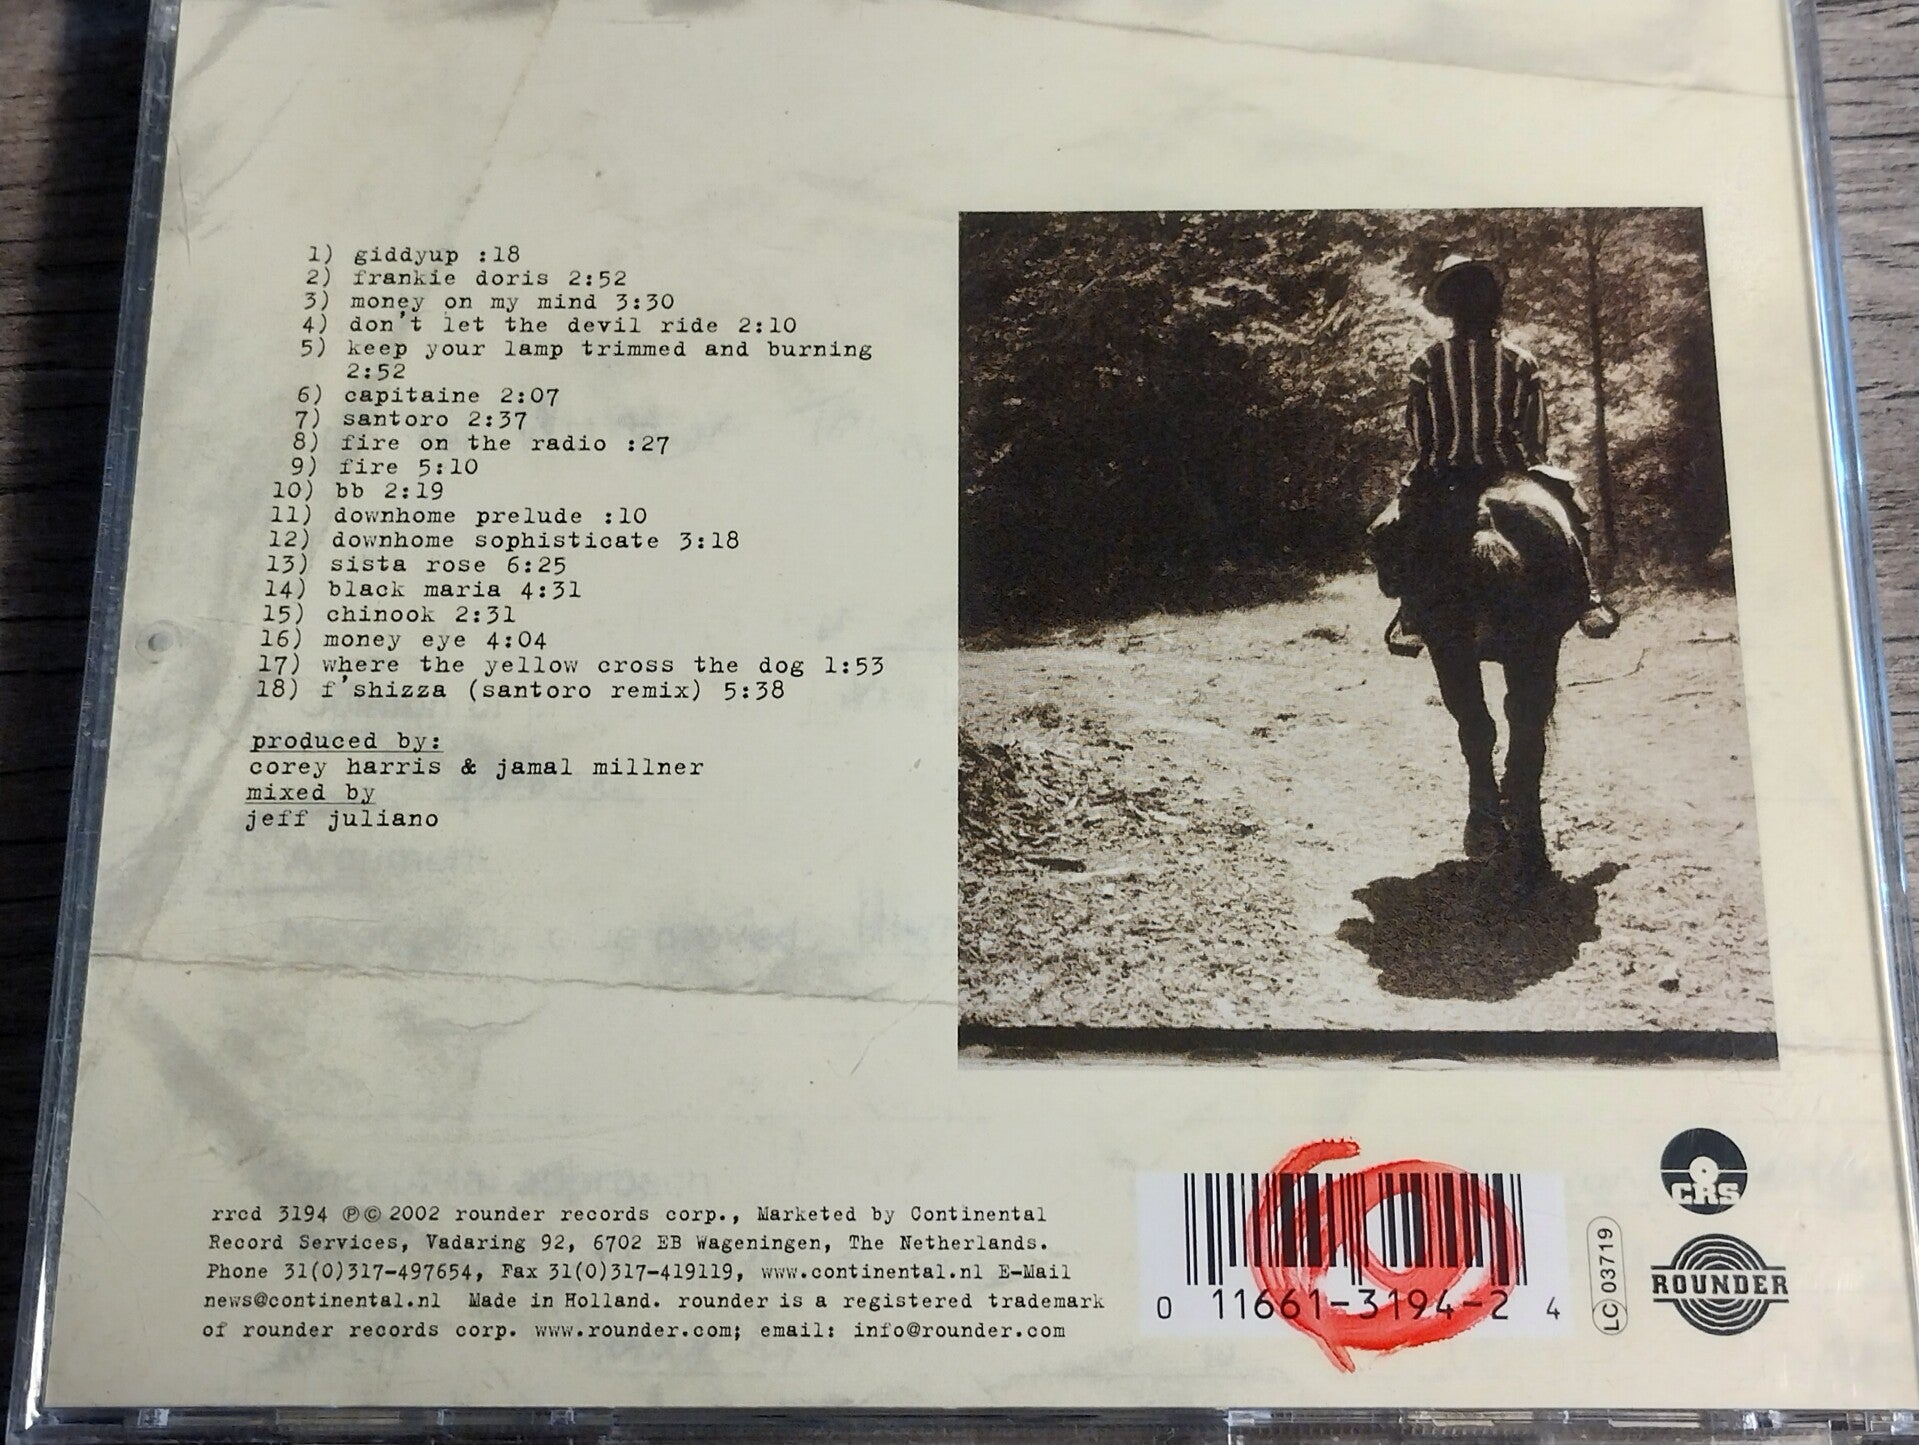 1) giddyup :18
2) frankie doris 2:52
3) money on my mind 3:30
4) don't let the devil ride 2:10
5) keep your lamp trimmed and burning
2:52
6) capitaine 2:07
7) santoro 2:37
8) fire on the radio :27
9) fire 5:10
10) bb 2:19
11) downhome prelude :10
12) downhome sophisticate 3:18
13) sista rose 6:25
14) black maria 4:31
15) chinook 2:31
16) money eye 4:04
17) where the yellow cross the dog 1:53
18) f'shizza (santoro remix) 5:38
produced by:
corey harris & jamal millner
mixed by
jeff juliano
rrcd 3194 ℗© 2002 rounder records corp., Marketed by Continental
Record Services, Vadaring 92, 6702 EB Wageningen, The Netherlands.
Phone 31(0)317-497654, Fax 31(0)317-419119, www.continental.nl E-Mail
news@continental.nl Made in Holland. rounder is a registered trademark
of rounder records corp. www.rounder.com; email: info@rounder.com
0 11661-3194-2 4
LC 03719
CRS
ROUNDER